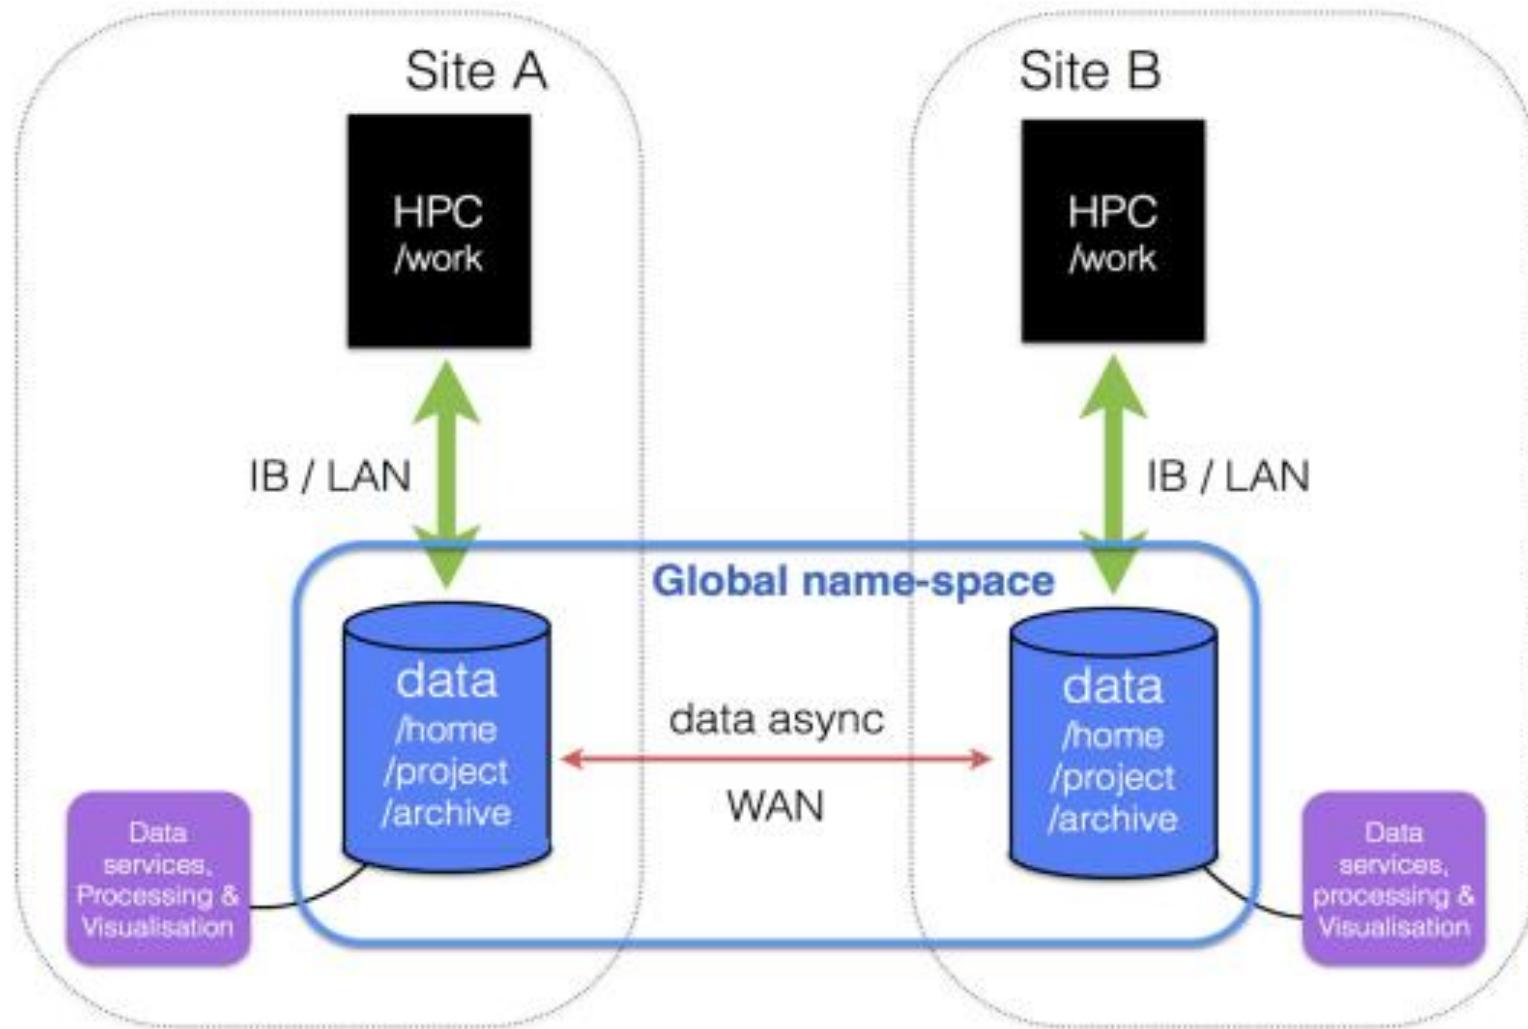 Site A
Site B
HPC
/work
HPC
/work
IB / LAN
IB / LAN
Global name-space
data
/home
/project
/archive
data async
WAN
data
/home
/project
/archive
Data
services,
Processing &
Visualisation
Data
services,
processing &
Visualisation